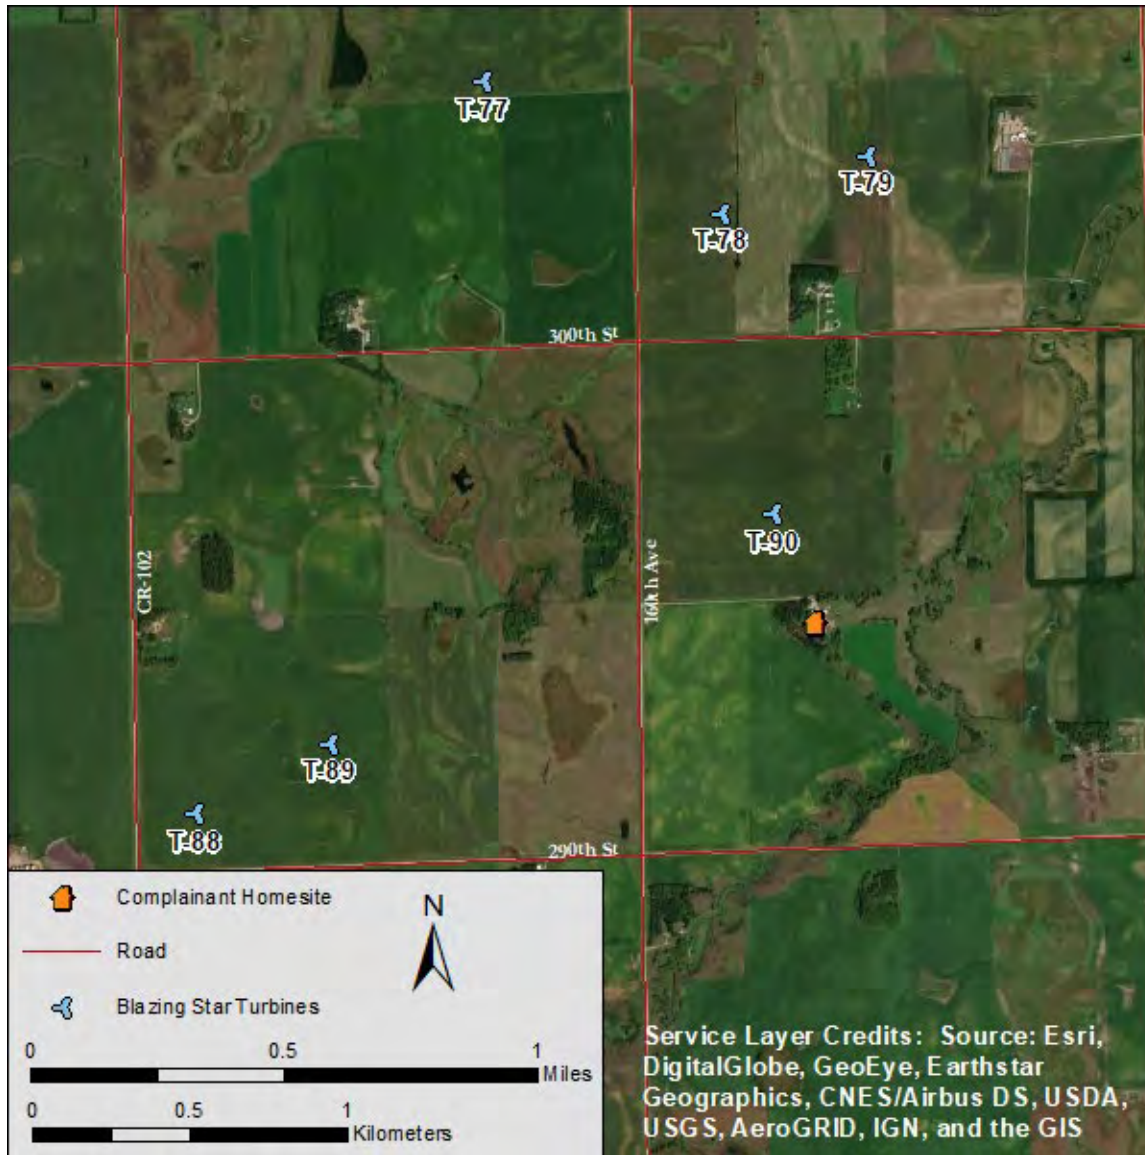 T-77
T-79
T-78
300th St
T-90
CR-102
160th Ave
T-89
T-88
290th St
Complainant Homesite
N
Road
Blazing Star Turbines
0 0.5 1
Miles
0 0.5 1
Kilometers
Service Layer Credits: Source: Esri,
DigitalGlobe, GeoEye, Earthstar
Geographics, CNES/Airbus DS, USDA,
USGS, AeroGRID, IGN, and the GIS